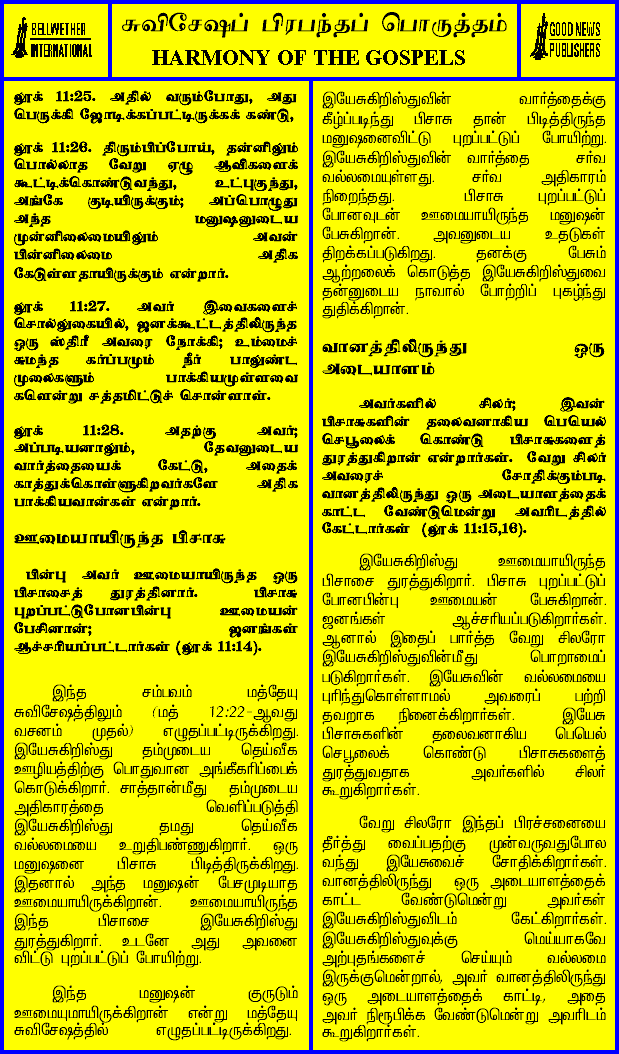 BELLWETHER
INTERNATIONAL
சுவிசேஷப் பிரபந்தப் பொருத்தம்
HARMONY OF THE GOSPELS
GOOD NEWS
PUBLISHERS
லூக் 11:25. அதில் வரும்போது, அது
பெருக்கி ஜோடிக்கப்பட்டிருக்கக் கண்டு,
லூக் 11:26. திரும்பிப்போய், தன்னிலும்
பொல்லாத வேறு ஏழு ஆவிகளைக்
கூட்டிக்கொண்டுவந்து, உட்புகுந்து,
அங்கே குடியிருக்கும்; அப்பொழுது
அந்த மனுஷனுடைய
முன்னிலைமையிலும் அவன்
பின்னிலைமை அதிக
கேடுள்ளதாயிருக்கும் என்றார்.
லூக் 11:27. அவர் இவைகளைச்
சொல்லுகையில், ஜனக்கூட்டத்திலிருந்த
ஒரு ஸ்திரீ அவரை நோக்கி; உம்மைச்
சுமந்த கர்ப்பமும் நீர் பாலுண்ட
முலைகளும் பாக்கியமுள்ளவை
களென்று சத்தமிட்டுச் சொன்னாள்.
லூக் 11:28. அதற்கு அவர்;
அப்படியானாலும், தேவனுடைய
வார்த்தையைக் கேட்டு, அதைக்
காத்துக்கொள்ளுகிறவர்களே அதிக
பாக்கியவான்கள் என்றார்.
ஊமையாயிருந்த பிசாசு
பின்பு அவர் ஊமையாயிருந்த ஒரு
பிசாசைத் துரத்தினார். பிசாசு
புறப்பட்டுபோனபின்பு ஊமையன்
பேசினான்; ஜனங்கள்
ஆச்சரியப்பட்டார்கள் (லூக் 11:14).
இந்த சம்பவம் மத்தேயு
சுவிசேஷத்திலும் (மத் 12:22-ஆவது
வசனம் முதல்) எழுதப்பட்டிருக்கிறது.
இயேசுகிறிஸ்து தம்முடைய தெய்வீக
ஊழியத்திற்கு பொதுவான அங்கீகரிப்பைக்
கொடுக்கிறார். சாத்தான்மீது தம்முடைய
அதிகாரத்தை வெளிப்படுத்தி
இயேசுகிறிஸ்து தமது தெய்வீக
வல்லமையை உறுதிபண்ணுகிறார். ஒரு
மனுஷனை பிசாசு பிடித்திருக்கிறது.
இதனால் அந்த மனுஷன் பேசமுடியாத
ஊமையாயிருக்கிறான். ஊமையாயிருந்த
இந்த பிசாசை இயேசுகிறிஸ்து
துரத்துகிறார். உடனே அது அவனை
விட்டு புறப்பட்டுப் போயிற்று.
இந்த மனுஷன் குருடும்
ஊமையுமாயிருக்கிறான் என்று மத்தேயு
சுவிசேஷத்தில் எழுதப்பட்டிருக்கிறது.
இயேசுகிறிஸ்துவின் வார்த்தைக்கு
கீழ்ப்படிந்து பிசாசு தான் பிடித்திருந்த
மனுஷனைவிட்டு புறப்பட்டுப் போயிற்று.
இயேசுகிறிஸ்துவின் வார்த்தை சர்வ
வல்லமையுள்ளது. சர்வ அதிகாரம்
நிறைந்தது. பிசாசு புறப்பட்டுப்
போனவுடன் ஊமையாயிருந்த மனுஷன்
பேசுகிறான். அவனுடைய உதடுகள்
திறக்கப்படுகிறது. தனக்கு பேசும்
ஆற்றலைக் கொடுத்த இயேசுகிறிஸ்துவை
தன்னுடைய நாவால் போற்றிப் புகழ்ந்து
துதிக்கிறான்.
வானத்திலிருந்து ஒரு
அடையாளம்
அவர்களில் சிலர்; இவன்
பிசாசுகளின் தலைவனாகிய பெயெல்
செபூலைக் கொண்டு பிசாசுகளைத்
துரத்துகிறான் என்றார்கள். வேறு சிலர்
அவரைச் சோதிக்கும்படி
வானத்திலிருந்து ஒரு அடையாளத்தைக்
காட்ட வேண்டுமென்று அவரிடத்தில்
கேட்டார்கள் (லூக் 11:15,16).
இயேசுகிறிஸ்து ஊமையாயிருந்த
பிசாசை துரத்துகிறார். பிசாசு புறப்பட்டுப்
போனபின்பு ஊமையன் பேசுகிறான்.
ஜனங்கள் ஆச்சரியப்படுகிறார்கள்.
ஆனால் இதைப் பார்த்த வேறு சிலரோ
இயேசுகிறிஸ்துவின்மீது பொறாமைப்
படுகிறார்கள். இயேசுவின் வல்லமையை
புரிந்துகொள்ளாமல் அவரைப் பற்றி
தவறாக நினைக்கிறார்கள். இயேசு
பிசாசுகளின் தலைவனாகிய பெயெல்
செபூலைக் கொண்டு பிசாசுகளைத்
துரத்துவதாக அவர்களில் சிலர்
கூறுகிறார்கள்.
வேறு சிலரோ இந்தப் பிரச்சனையை
தீர்த்து வைப்பதற்கு முன்வருவதுபோல
வந்து இயேசுவைச் சோதிக்கிறார்கள்.
வானத்திலிருந்து ஒரு அடையாளத்தைக்
காட்ட வேண்டுமென்று அவர்கள்
இயேசுகிறிஸ்துவிடம் கேட்கிறார்கள்.
இயேசுகிறிஸ்துவுக்கு மெய்யாகவே
அற்புதங்களைச் செய்யும் வல்லமை
இருக்குமென்றால், அவர் வானத்திலிருந்து
ஒரு அடையாளத்தைக் காட்டி, அதை
அவர் நிரூபிக்க வேண்டுமென்று அவரிடம்
கூறுகிறார்கள்.